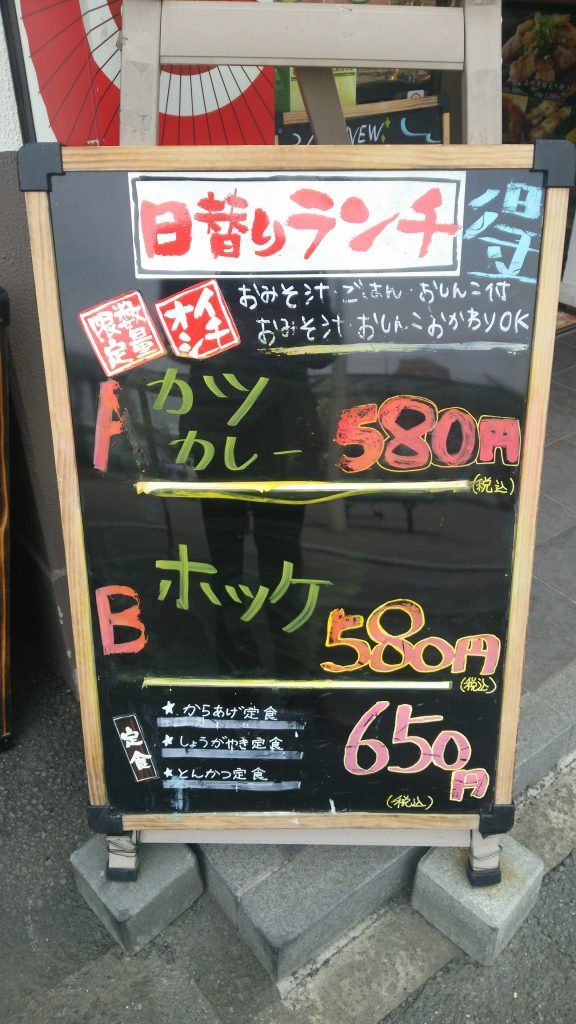 NEW
日替りランチ
得
おみそ汁・ごはん・おしんこ付
おみそ汁・おしんこおかわりOK
数量
限定
イチ
オシ
A カツ
カレー 580円
(税込)
B ホッケ 580円
(税込)
定食
★ からあげ定食
★ しょうがやき定食
★ とんかつ定食
650円
(税込)